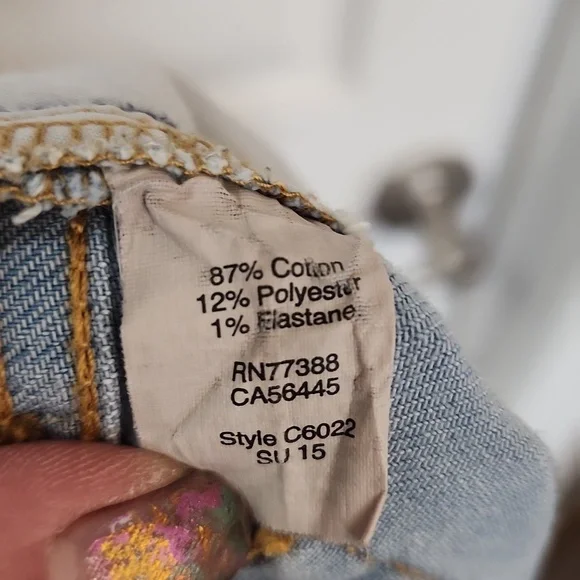 87% Cotton
12% Polyester
1% Elastane
RN77388
CA56445
Style C6022
SU 15